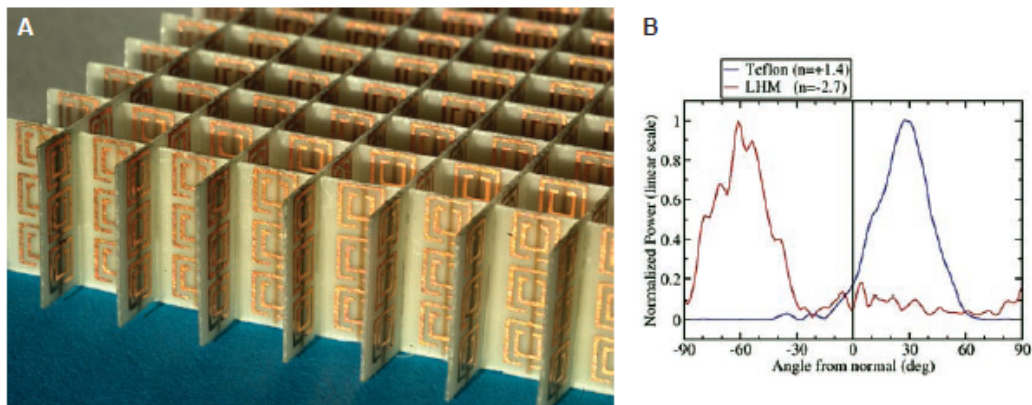 A
B
Teflon (n=+1.4)
LHM (n=-2.7)
Normalized Power (linear scale)
1
0.8
0.6
0.4
0.2
0
-90
-60
-30
0
30
60
90
Angle from normal (deg)